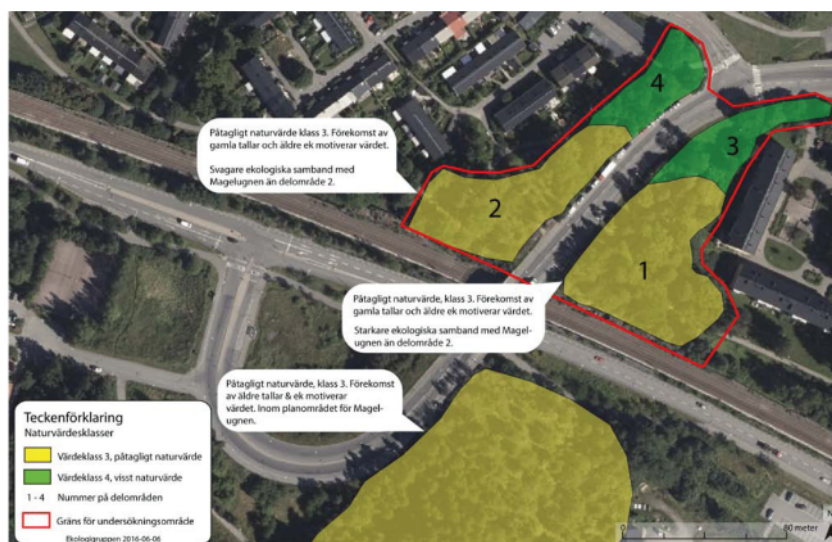 4
Påtagligt naturvärde klass 3. Förekomst av
gamla tallar och äldre ek motiverar värdet.
Svagare ekologiska samband med
Magelugnen än delområde 2.
3
2
1
Påtagligt naturvärde, klass 3. Förekomst av
gamla tallar och äldre ek motiverar värdet.
Starkare ekologiska samband med Magel-
ugnen än delområde 2.
Påtagligt naturvärde, klass 3. Förekomst
av äldre tallar & ek motiverar
värdet. Inom planområdet för Magel-
ugnen.
Teckenförklaring
Naturvärdesklasser
Värdeklass 3, påtagligt naturvärde
Värdeklass 4, visst naturvärde
1 - 4 Nummer på delområden
Gräns för undersökningområde
Ekologigruppen 2016-06-06
N
0 80 meter